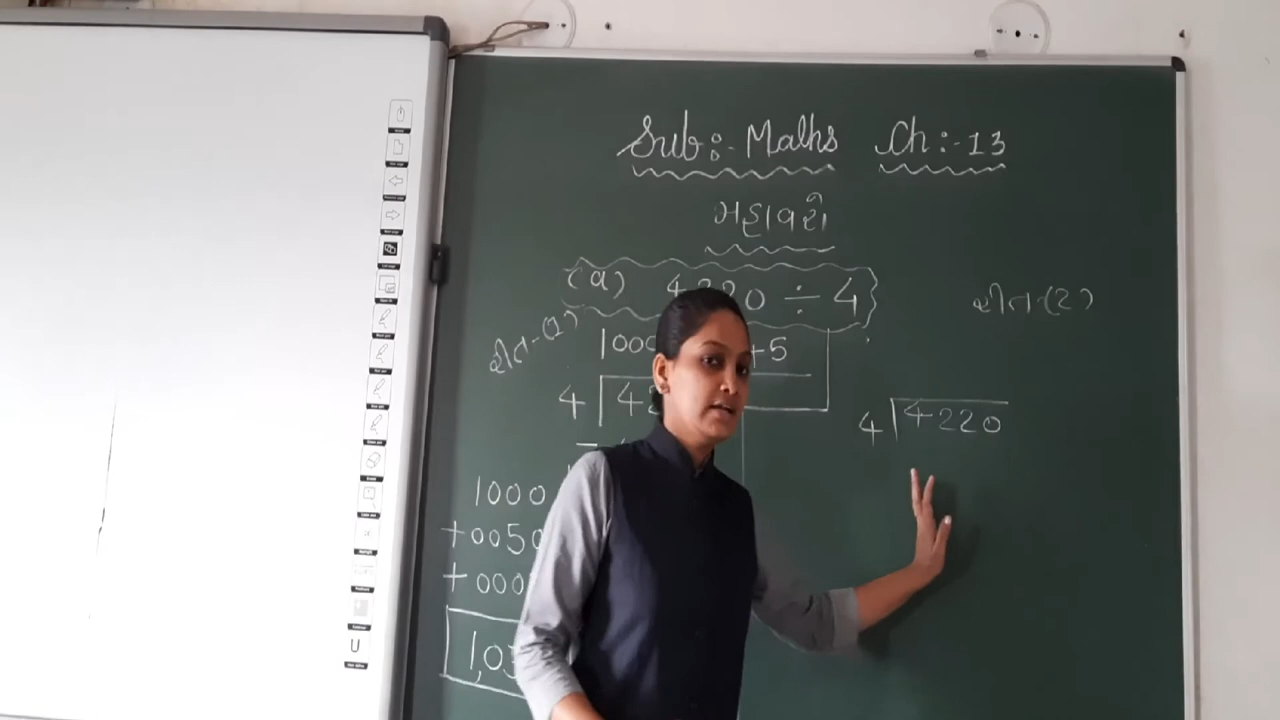 Sub:- Maths Ch:-13
મહાવરો
(a) 4220 ÷ 4
રીત-(1)
રીત-(2)
1000 +5
4 42
4 4220
1000
+0050
+000
1,05
U